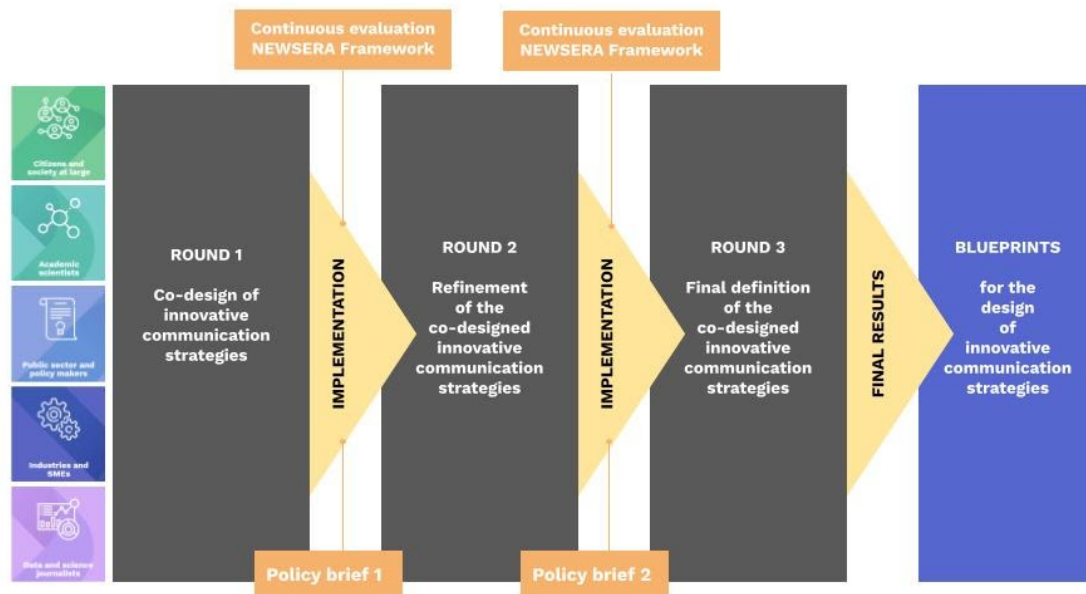 Continuous evaluation
NEWSERA Framework
Continuous evaluation
NEWSERA Framework
Citizens and
society at large
Academic
scientists
Public sector and
policy makers
Industries and
SMEs
Data and science
journalists
ROUND 1
Co-design of
innovative
communication
strategies
IMPLEMENTATION
ROUND 2
Refinement
of the
co-designed
innovative
communication
strategies
IMPLEMENTATION
ROUND 3
Final definition
of the
co-designed
innovative
communication
strategies
FINAL RESULTS
BLUEPRINTS
for the
design
of
innovative
communication
strategies
Policy brief 1
Policy brief 2